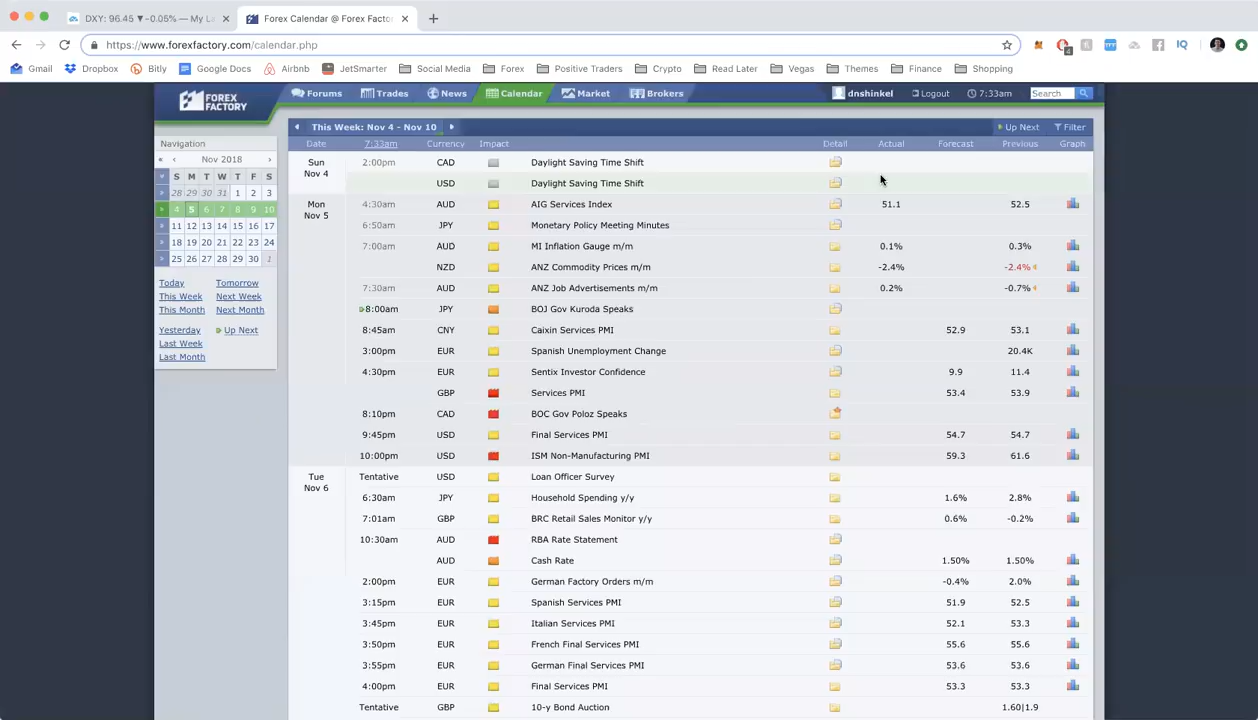 DXY: 96.45 ▼-0.05% — My La
Forex Calendar @ Forex Facto
https://www.forexfactory.com/calendar.php
4
IQ
Gmail Dropbox Bitly Google Docs Airbnb JetSmarter Social Media Forex Positive Traders Crypto Read Later Vegas Themes Finance Shopping
FOREX FACTORY
Forums Trades News Calendar Market Brokers dnshinkel Logout 7:33am Search
Navigation
« ‹ Nov 2018 ›
S M T W T F S
28 29 30 31 1 2 3
4 5 6 7 8 9 10
11 12 13 14 15 16 17
18 19 20 21 22 23 24
25 26 27 28 29 30 1
Today Tomorrow
This Week Next Week
This Month Next Month
Yesterday Up Next
Last Week
Last Month
This Week: Nov 4 - Nov 10 Up Next Filter
Date 7:33am Currency Impact Detail Actual Forecast Previous Graph
Sun Nov 4 2:00pm CAD Daylight Saving Time Shift
USD Daylight Saving Time Shift
Mon Nov 5 4:30am AUD AIG Services Index 51.1 52.5
6:50am JPY Monetary Policy Meeting Minutes
7:00am AUD MI Inflation Gauge m/m 0.1% 0.3%
NZD ANZ Commodity Prices m/m -2.4% -2.4%
7:30am AUD ANZ Job Advertisements m/m 0.2% -0.7%
8:00am JPY BOJ Gov Kuroda Speaks
8:45am CNY Caixin Services PMI 52.9 53.1
3:00pm EUR Spanish Unemployment Change 20.4K
4:30pm EUR Sentix Investor Confidence 9.9 11.4
GBP Services PMI 53.4 53.9
8:10pm CAD BOC Gov Poloz Speaks
9:45pm USD Final Services PMI 54.7 54.7
10:00pm USD ISM Non-Manufacturing PMI 59.3 61.6
Tue Nov 6 Tentative USD Loan Officer Survey
6:30am JPY Household Spending y/y 1.6% 2.8%
7:01am GBP BRC Retail Sales Monitor y/y 0.6% -0.2%
10:30am AUD RBA Rate Statement
AUD Cash Rate 1.50% 1.50%
2:00pm EUR German Factory Orders m/m -0.4% 2.0%
3:15pm EUR Spanish Services PMI 51.9 52.5
3:45pm EUR Italian Services PMI 52.1 53.3
3:50pm EUR French Final Services PMI 55.6 55.6
3:55pm EUR German Final Services PMI 53.6 53.6
4:00pm EUR Final Services PMI 53.3 53.3
Tentative GBP 10-y Bond Auction 1.60|1.9